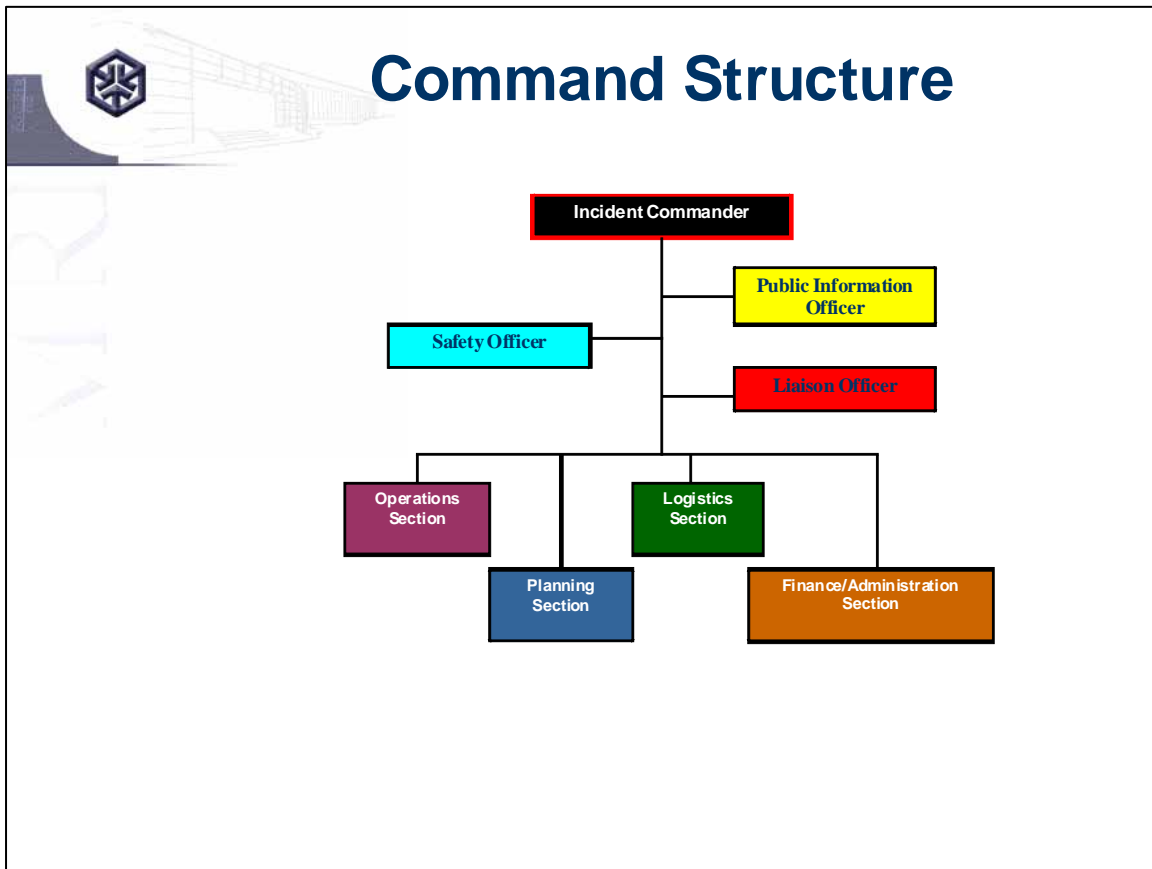 Command Structure
Incident Commander
Public Information
Officer
Safety Officer
Liaison Officer
Operations
Section
Logistics
Section
Planning
Section
Finance/Administration
Section